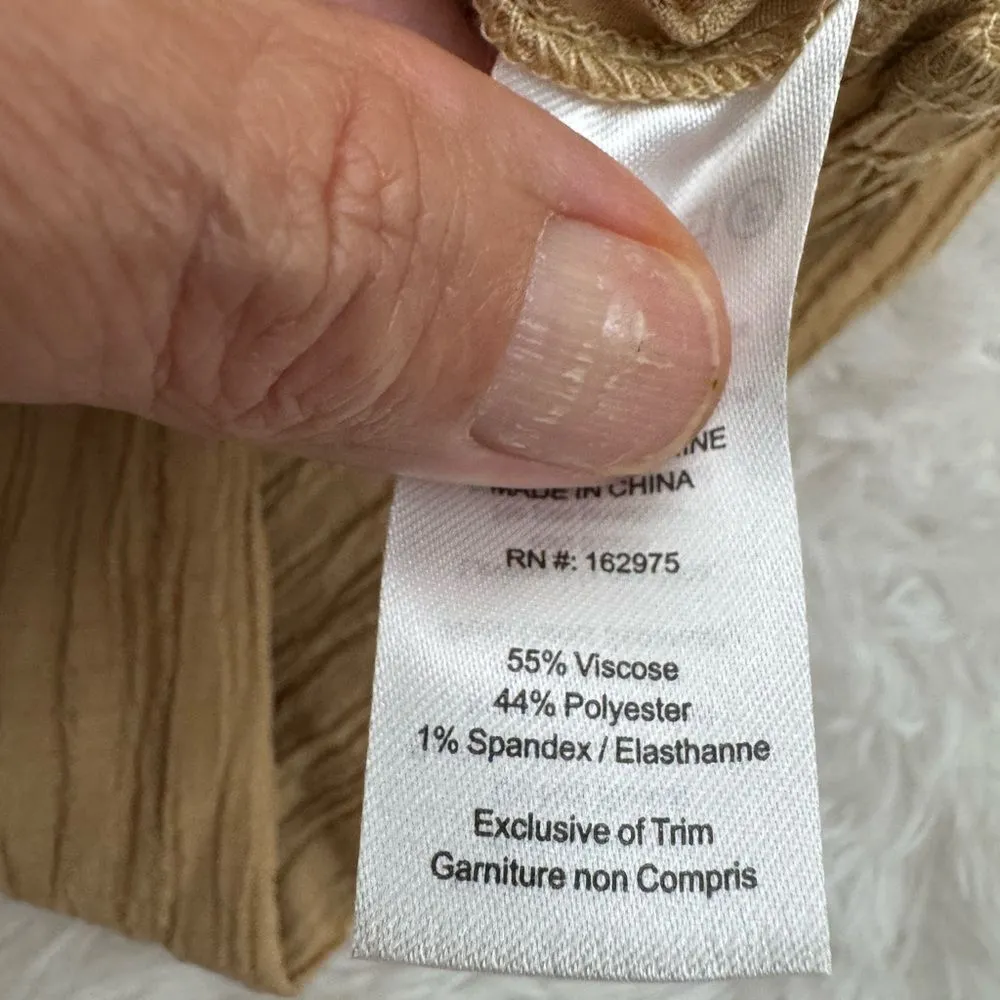 MADE IN CHINA
RN #: 162975
55% Viscose
44% Polyester
1% Spandex / Elasthanne
Exclusive of Trim
Garniture non Compris